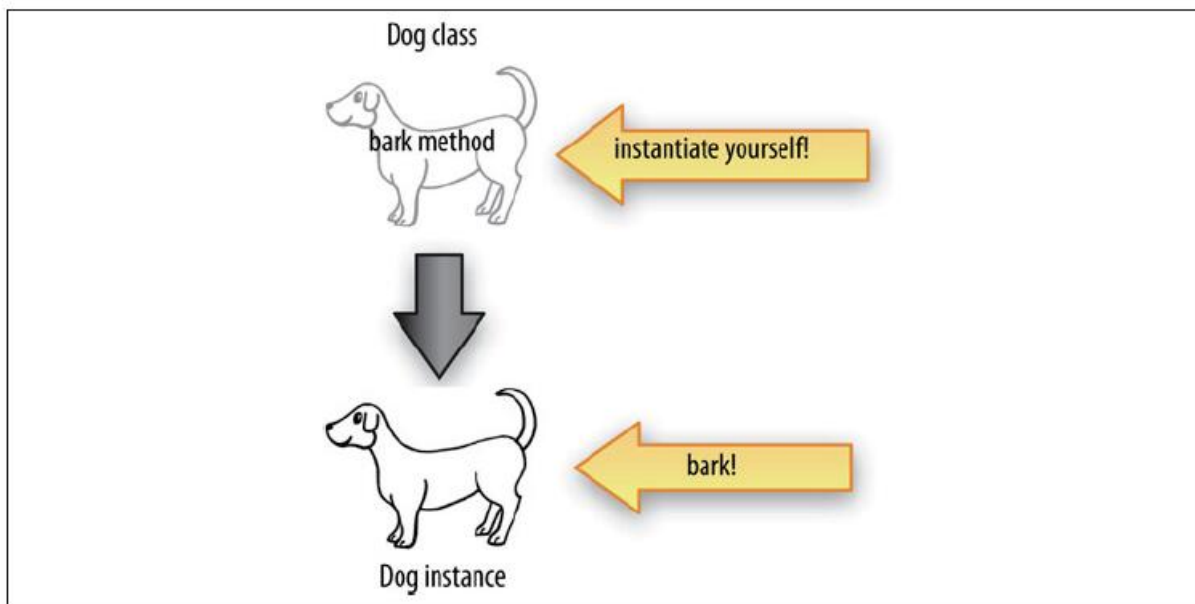 Dog class
bark method
instantiate yourself!
bark!
Dog instance